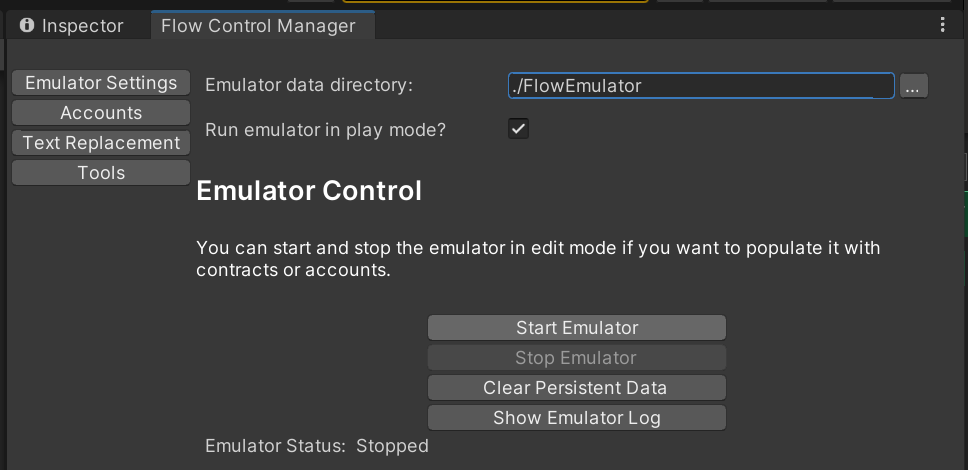 Inspector
Flow Control Manager
Emulator Settings
Accounts
Text Replacement
Tools
Emulator data directory:
./FlowEmulator
...
Run emulator in play mode?
Emulator Control
You can start and stop the emulator in edit mode if you want to populate it with
contracts or accounts.
Start Emulator
Stop Emulator
Clear Persistent Data
Show Emulator Log
Emulator Status: Stopped